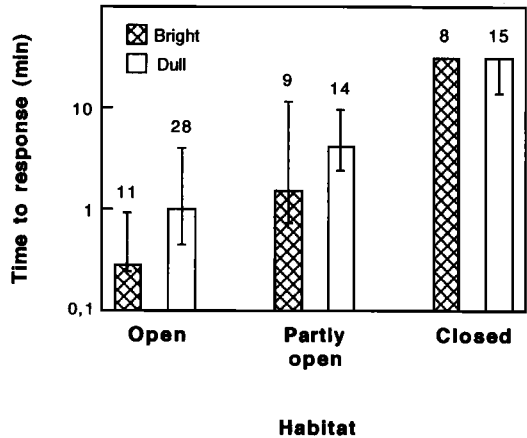 Time to response (min)
Bright
Dull
10
1
0,1
11
28
9
14
8
15
Open
Partly
open
Closed
Habitat